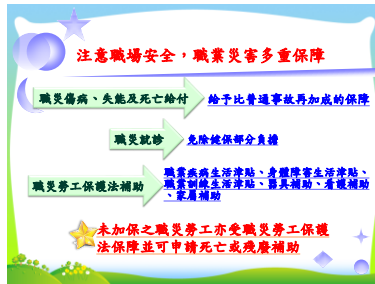 注意職場安全，職業災害多重保障
職災傷病、失能及死亡給付
給予比普通事故再加成的保障
職災就診
免除健保部分負擔
職災勞工保護法補助
職業疾病生活津貼、身體障害生活津貼、
職業訓練生活津貼、器具補助、看護補助
、家屬補助
未加保之職災勞工亦受職災勞工保護
法保障並可申請死亡或殘廢補助